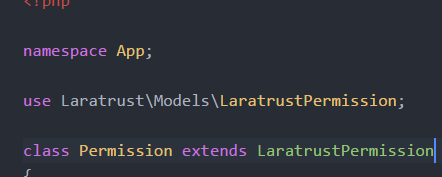 <?php
namespace App;
use Laratrust\Models\LaratrustPermission;
class Permission extends LaratrustPermission
{